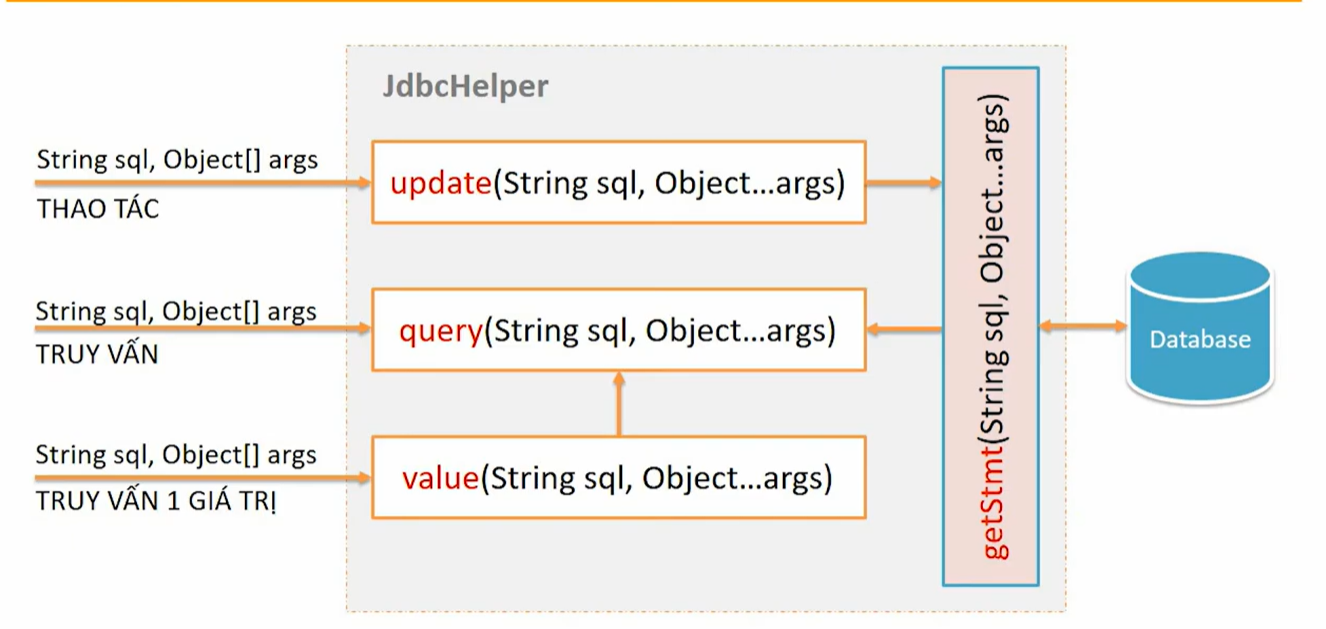 JdbcHelper
String sql, Object[] args
THAO TÁC
update(String sql, Object...args)
String sql, Object[] args
TRUY VẤN
query(String sql, Object...args)
String sql, Object[] args
TRUY VẤN 1 GIÁ TRỊ
value(String sql, Object...args)
getStmt(String sql, Object...args)
Database